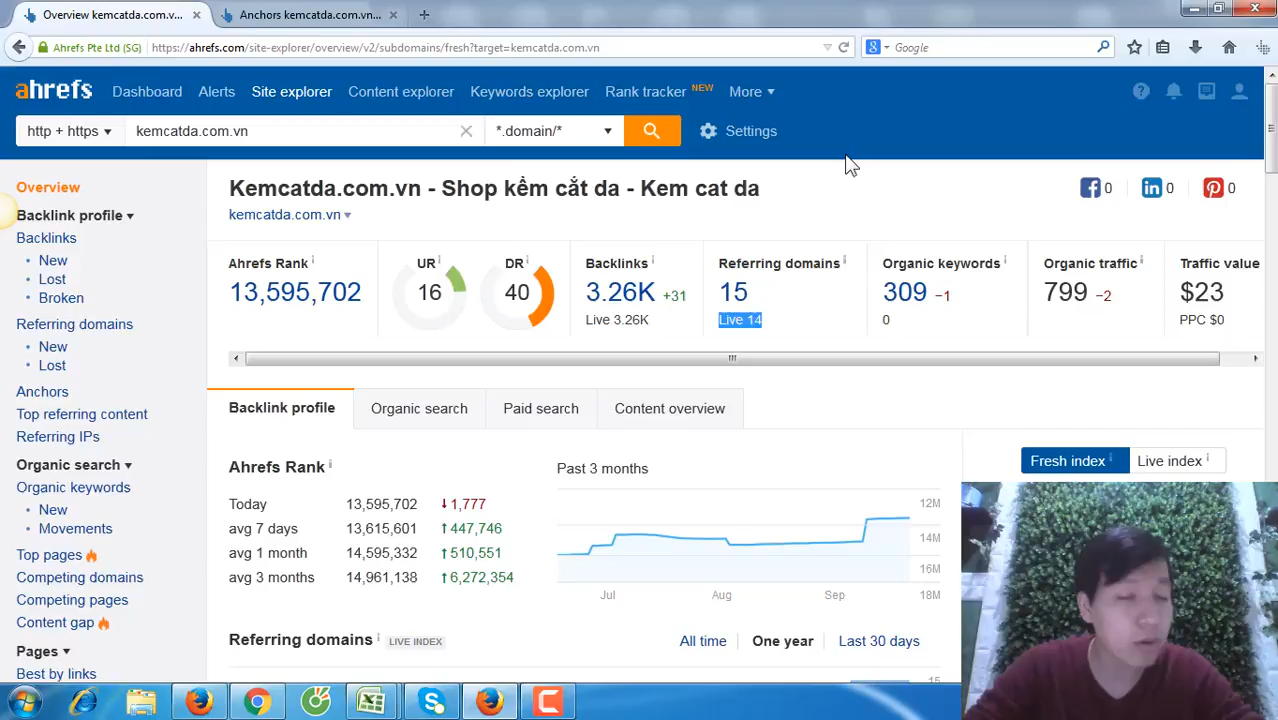 Overview kemcatda.com.vn...
Anchors kemcatda.com.vn...
Ahrefs Pte Ltd (SG)
https://ahrefs.com/site-explorer/overview/v2/subdomains/fresh?target=kemcatda.com.vn
Google
ahrefs
Dashboard
Alerts
Site explorer
Content explorer
Keywords explorer
Rank tracker NEW
More
http + https
kemcatda.com.vn
*.domain/*
Settings
Overview
Backlink profile
Backlinks
New
Lost
Broken
Referring domains
New
Lost
Anchors
Top referring content
Referring IPs
Organic search
Organic keywords
New
Movements
Top pages
Competing domains
Competing pages
Content gap
Pages
Best by links
Kemcatda.com.vn - Shop kềm cắt da - Kem cat da
kemcatda.com.vn
0
0
0
Ahrefs Rank
13,595,702
UR
16
DR
40
Backlinks
3.26K +31
Live 3.26K
Referring domains
15
Live 14
Organic keywords
309 −1
0
Organic traffic
799 −2
Traffic value
$23
PPC $0
Backlink profile
Organic search
Paid search
Content overview
Ahrefs Rank
Today 13,595,702 ↓1,777
avg 7 days 13,615,601 ↑447,746
avg 1 month 14,595,332 ↑510,551
avg 3 months 14,961,138 ↑6,272,354
Past 3 months
12M
14M
16M
18M
Jul Aug Sep
Fresh index
Live index
Referring domains LIVE INDEX
All time
One year
Last 30 days
15